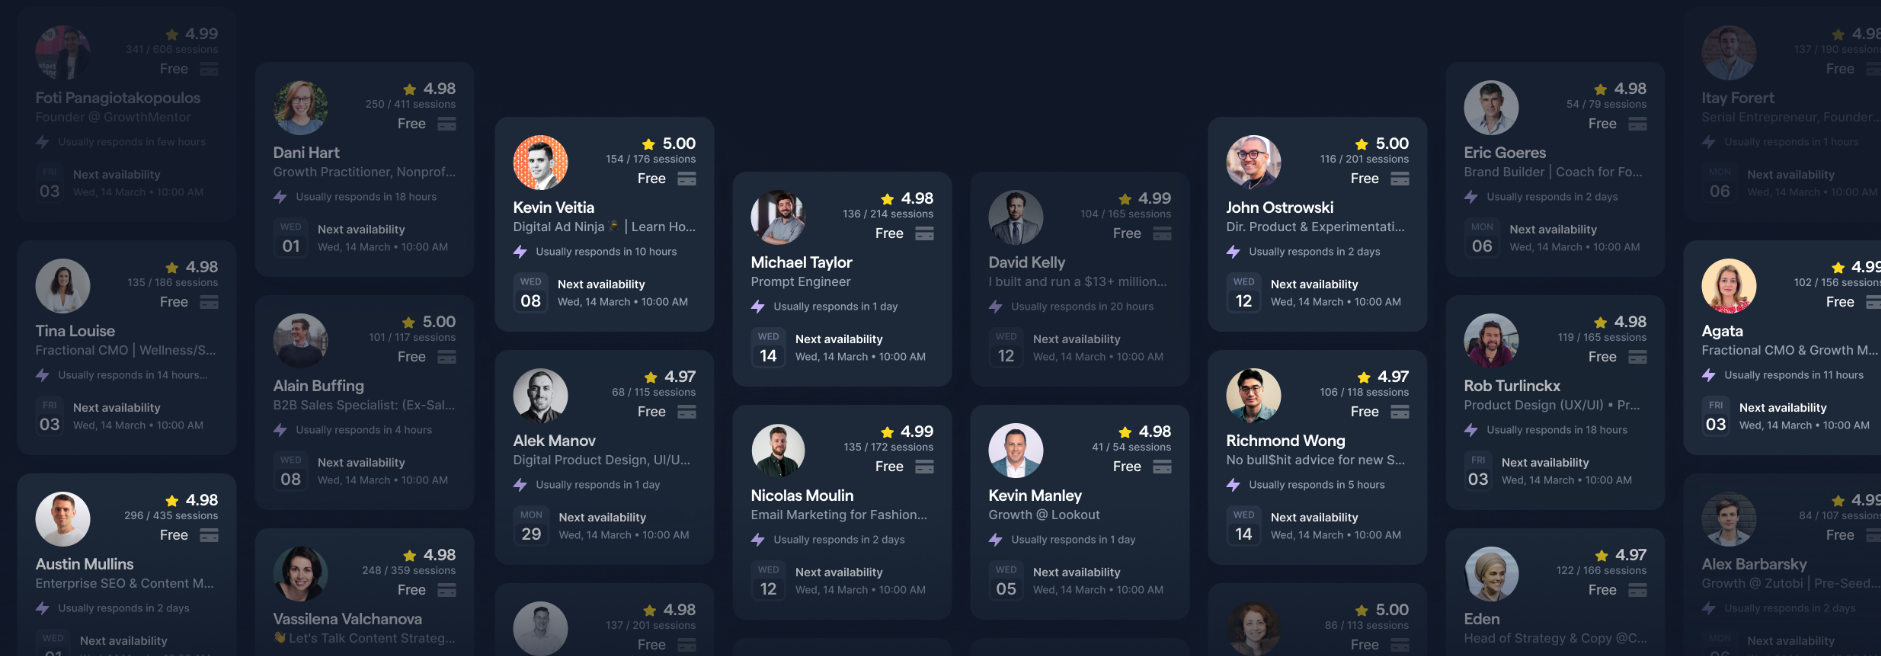 4.99
341 / 606 sessions
Free
Foti Panagiotakopoulos
Founder @ GrowthMentor
Usually responds in few hours
FRI
03
Next availability
Wed, 14 March • 10:00 AM
4.98
135 / 186 sessions
Free
Tina Louise
Fractional CMO | Wellness/S...
Usually responds in 14 hours...
FRI
03
Next availability
Wed, 14 March • 10:00 AM
4.98
296 / 435 sessions
Free
Austin Mullins
Enterprise SEO & Content M...
Usually responds in 2 days
WED
Next availability
4.98
250 / 411 sessions
Free
Dani Hart
Growth Practitioner, Nonprof...
Usually responds in 18 hours
WED
01
Next availability
Wed, 14 March • 10:00 AM
5.00
101 / 117 sessions
Free
Alain Buffing
B2B Sales Specialist: (Ex-Sal...
Usually responds in 4 hours
WED
08
Next availability
Wed, 14 March • 10:00 AM
4.98
248 / 359 sessions
Free
Vassilena Valchanova
👋 Let's Talk Content Strateg...
5.00
154 / 176 sessions
Free
Kevin Veitia
Digital Ad Ninja 🥷 | Learn Ho...
Usually responds in 10 hours
WED
08
Next availability
Wed, 14 March • 10:00 AM
4.97
68 / 115 sessions
Free
Alek Manov
Digital Product Design, UI/U...
Usually responds in 1 day
MON
29
Next availability
Wed, 14 March • 10:00 AM
4.98
137 / 201 sessions
Free
4.98
136 / 214 sessions
Free
Michael Taylor
Prompt Engineer
Usually responds in 1 day
WED
14
Next availability
Wed, 14 March • 10:00 AM
4.99
135 / 172 sessions
Free
Nicolas Moulin
Email Marketing for Fashion...
Usually responds in 2 days
WED
12
Next availability
Wed, 14 March • 10:00 AM
4.99
104 / 165 sessions
Free
David Kelly
I built and run a $13+ million...
Usually responds in 20 hours
WED
12
Next availability
Wed, 14 March • 10:00 AM
4.98
41 / 54 sessions
Free
Kevin Manley
Growth @ Lookout
Usually responds in 1 day
WED
05
Next availability
Wed, 14 March • 10:00 AM
5.00
116 / 201 sessions
Free
John Ostrowski
Dir. Product & Experimentati...
Usually responds in 2 days
WED
12
Next availability
Wed, 14 March • 10:00 AM
4.97
106 / 118 sessions
Free
Richmond Wong
No bull$hit advice for new S...
Usually responds in 5 hours
WED
14
Next availability
Wed, 14 March • 10:00 AM
5.00
86 / 113 sessions
Free
4.98
54 / 79 sessions
Free
Eric Goeres
Brand Builder | Coach for Fo...
Usually responds in 2 days
MON
06
Next availability
Wed, 14 March • 10:00 AM
4.98
119 / 165 sessions
Free
Rob Turlinckx
Product Design (UX/UI) • Pr...
Usually responds in 18 hours
FRI
03
Next availability
Wed, 14 March • 10:00 AM
4.97
122 / 166 sessions
Free
Eden
Head of Strategy & Copy @C...
4.98
137 / 190 sessions
Free
Itay Forert
Serial Entrepreneur, Founder...
Usually responds in 1 hours
MON
06
Next availability
Wed, 14 March • 10:00 AM
4.99
102 / 156 sessions
Free
Agata
Fractional CMO & Growth M...
Usually responds in 11 hours
FRI
03
Next availability
Wed, 14 March • 10:00 AM
4.99
84 / 107 sessions
Free
Alex Barbarsky
Growth @ Zutobi | Pre-Seed...
Usually responds in 2 days
MON
Next availability